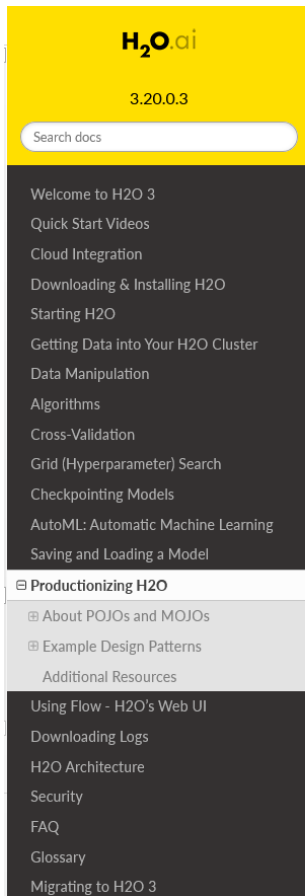 H2O.ai
3.20.0.3
Search docs
Welcome to H2O 3
Quick Start Videos
Cloud Integration
Downloading & Installing H2O
Starting H2O
Getting Data into Your H2O Cluster
Data Manipulation
Algorithms
Cross-Validation
Grid (Hyperparameter) Search
Checkpointing Models
AutoML: Automatic Machine Learning
Saving and Loading a Model
Productionizing H2O
About POJOs and MOJOs
Example Design Patterns
Additional Resources
Using Flow - H2O’s Web UI
Downloading Logs
H2O Architecture
Security
FAQ
Glossary
Migrating to H2O 3